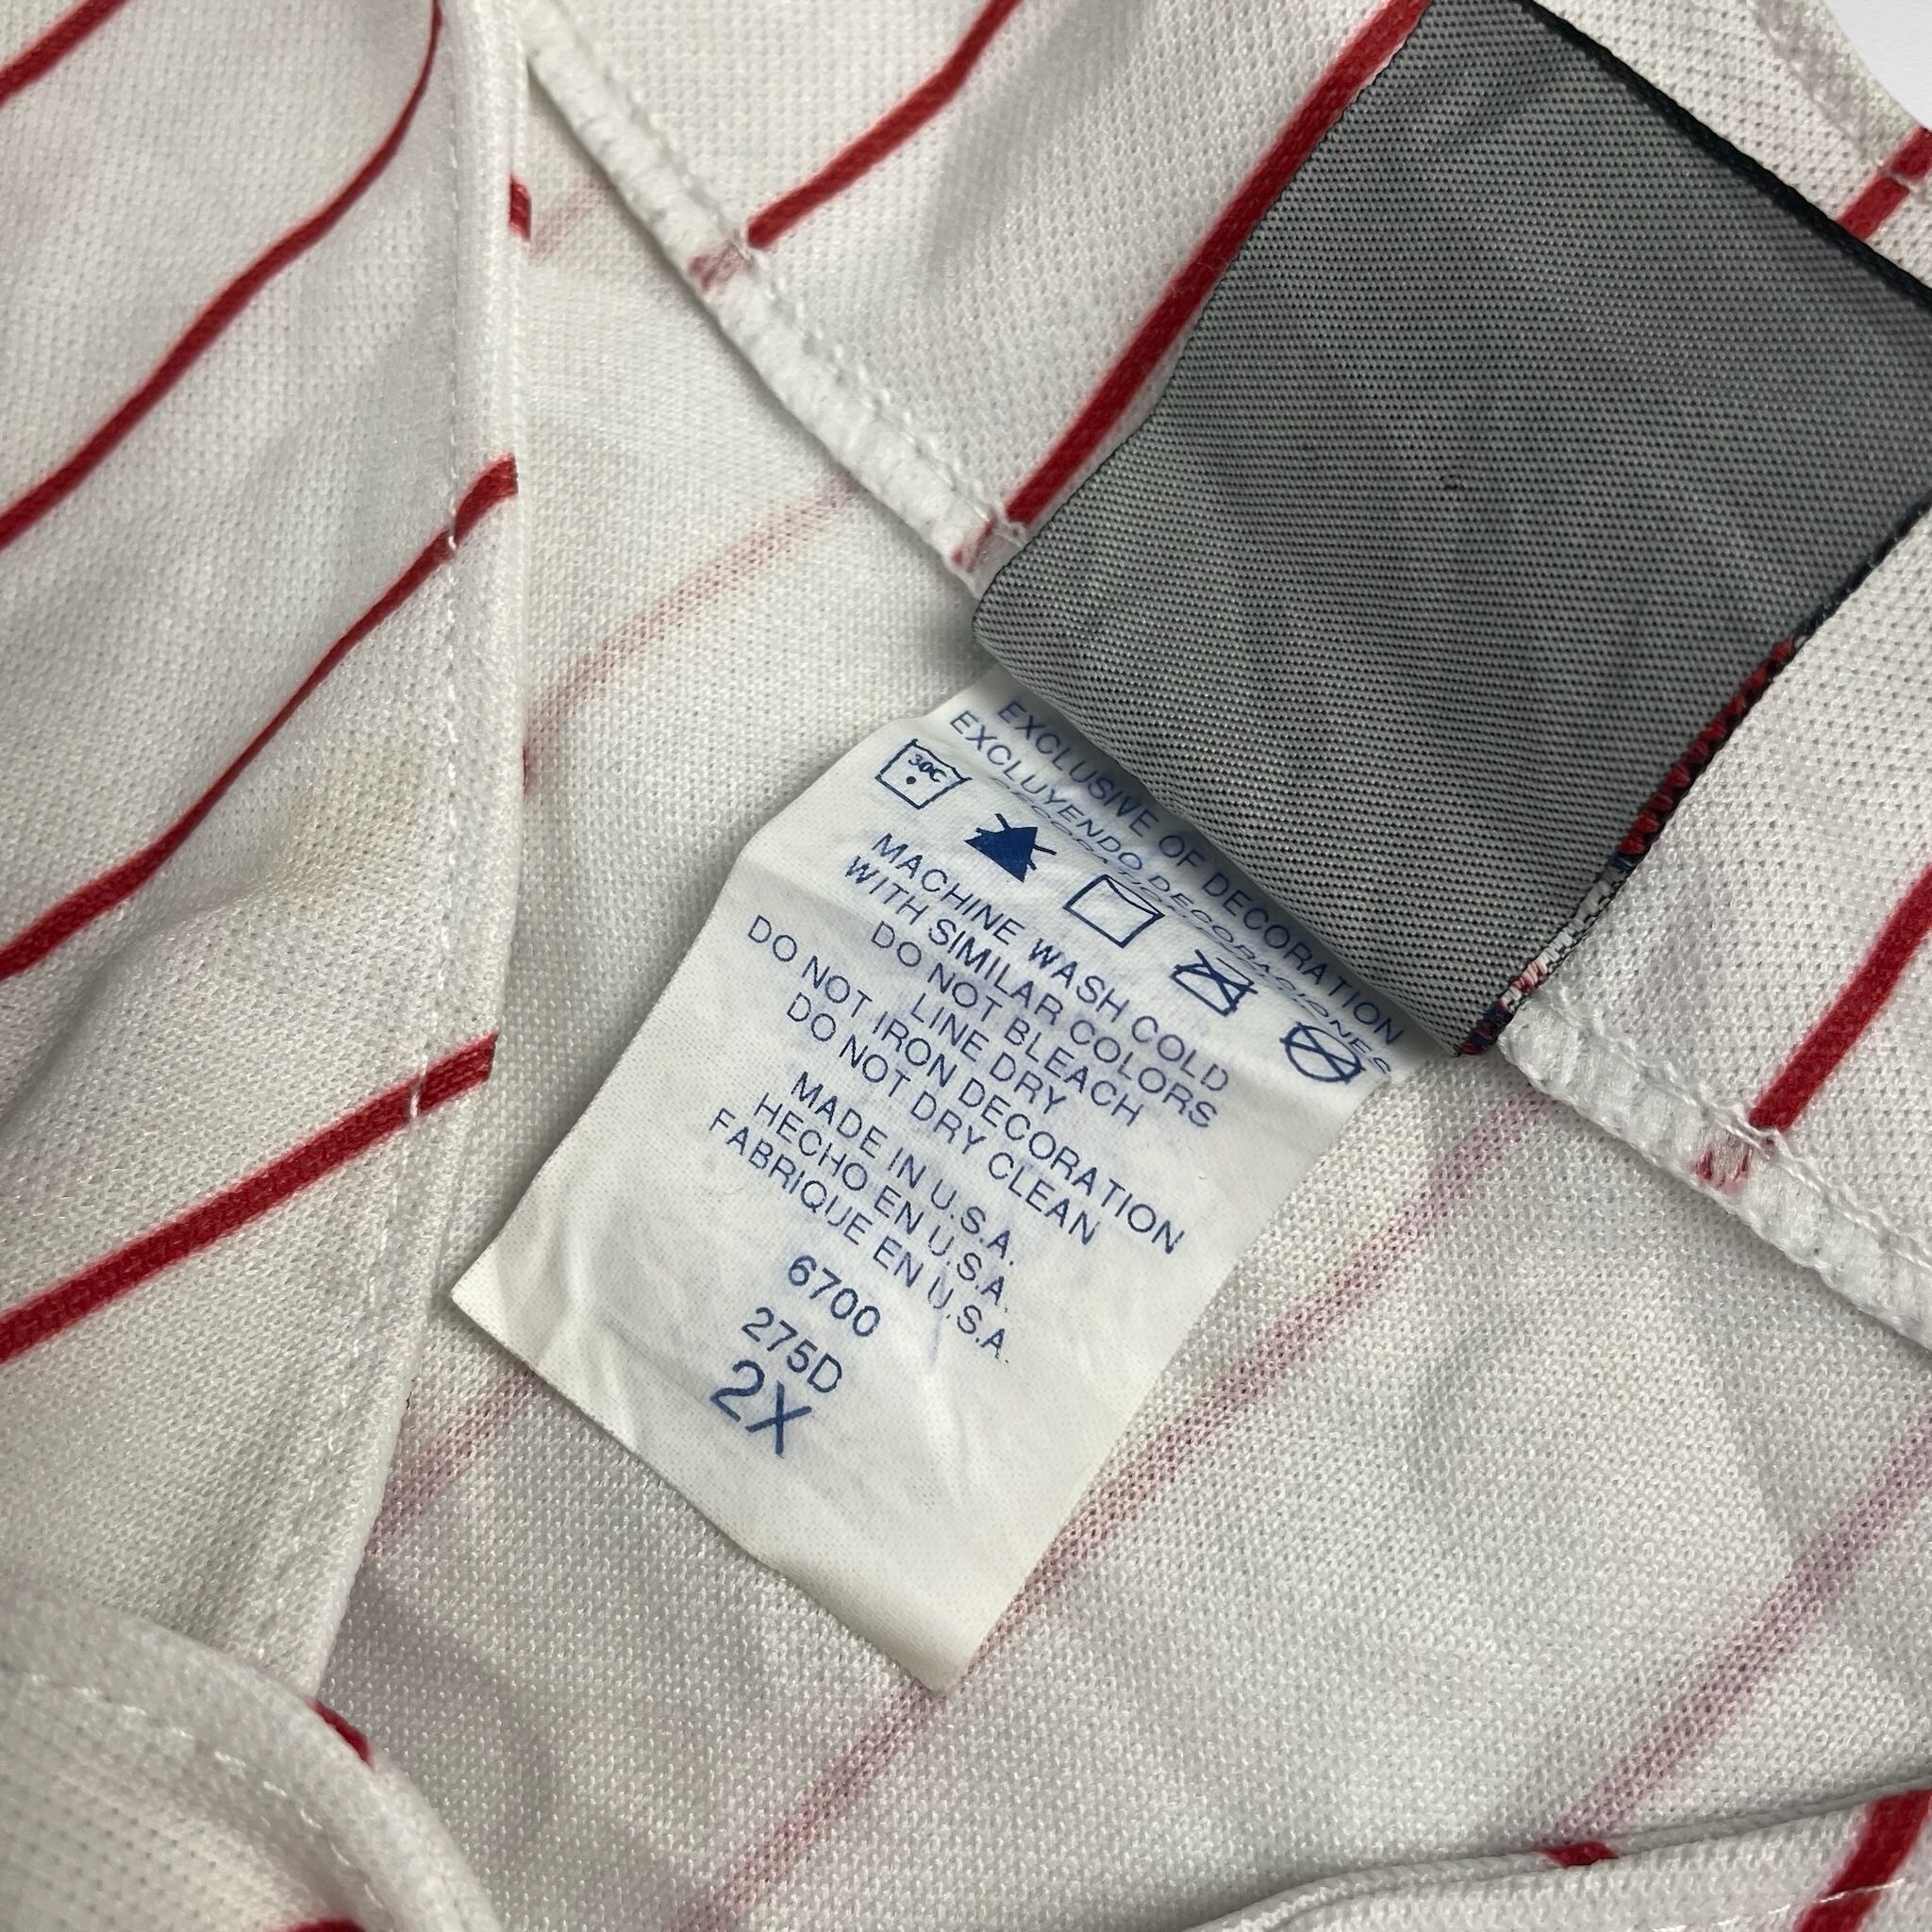 EXCLUSIVE OF DECORATION
EXCLUYENDO DECORACIONES
30C
MACHINE WASH COLD
WITH SIMILAR COLORS
DO NOT BLEACH
LINE DRY
DO NOT IRON DECORATION
DO NOT DRY CLEAN
MADE IN U.S.A.
HECHO EN U.S.A.
FABRIQUE EN U.S.A.
6700
275D
2X